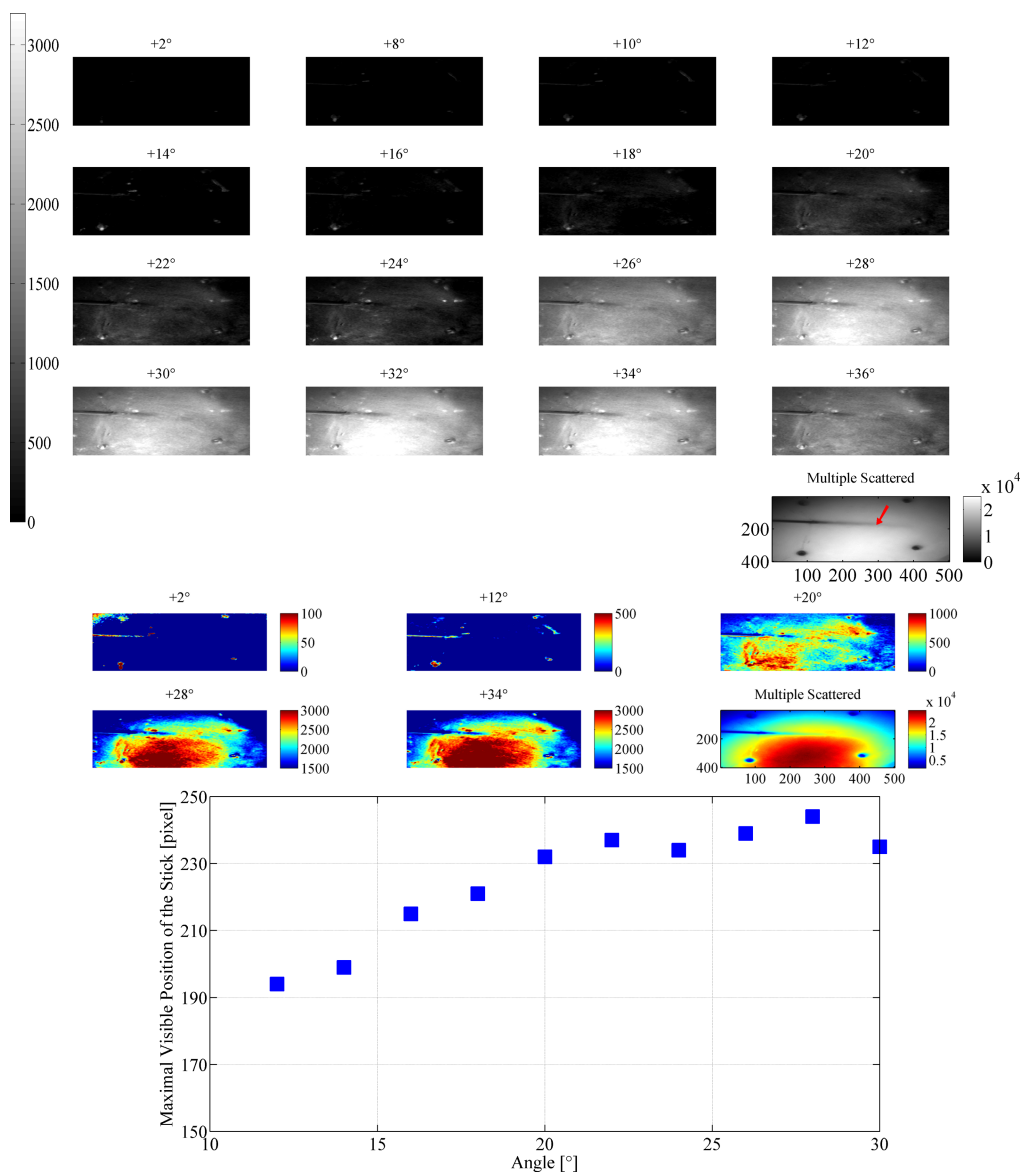 3000
2500
2000
1500
1000
500
0
+2° +8° +10° +12°
+14° +16° +18° +20°
+22° +24° +26° +28°
+30° +32° +34° +36°
Multiple Scattered
x 10^4
2
1
0
200
400
100 200 300 400 500
+2° +12° +20°
100
50
0
500
0
1000
500
0
+28° +34° Multiple Scattered
3000
2500
2000
1500
3000
2500
2000
1500
x 10^4
2
1.5
1
0.5
200
400
100 200 300 400 500
Maximal Visible Position of the Stick [pixel]
250
230
210
190
170
150
10 15 20 25 30
Angle [°]